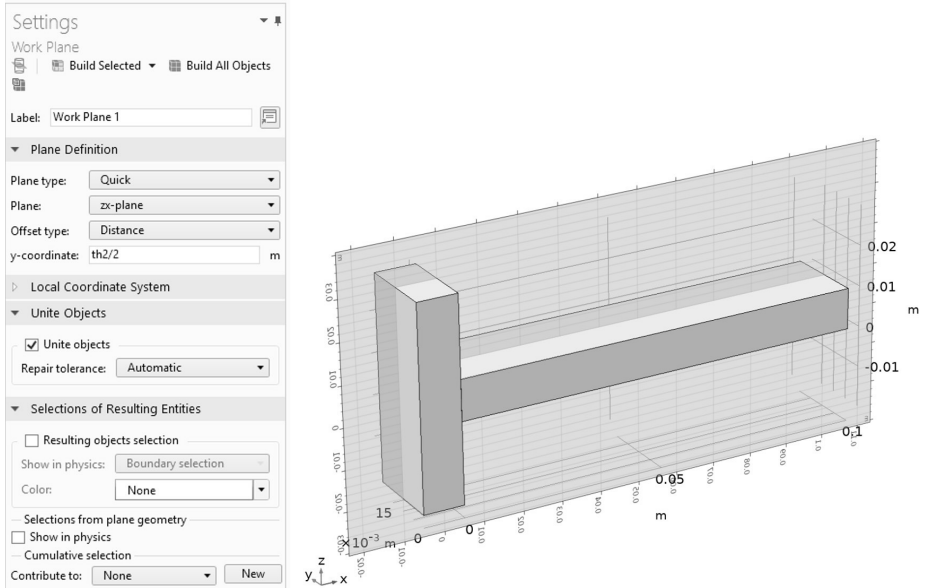 Settings
Work Plane
Build Selected Build All Objects
Label: Work Plane 1
Plane Definition
Plane type: Quick
Plane: zx-plane
Offset type: Distance
y-coordinate: th2/2 m
Local Coordinate System
Unite Objects
Unite objects
Repair tolerance: Automatic
Selections of Resulting Entities
Resulting objects selection
Show in physics: Boundary selection
Color: None
Selections from plane geometry
Show in physics
Cumulative selection
Contribute to: None New
0.02
0.01
m
0
-0.01
0.1
0.05
m
15
×10⁻³ m
0
0
z
y x